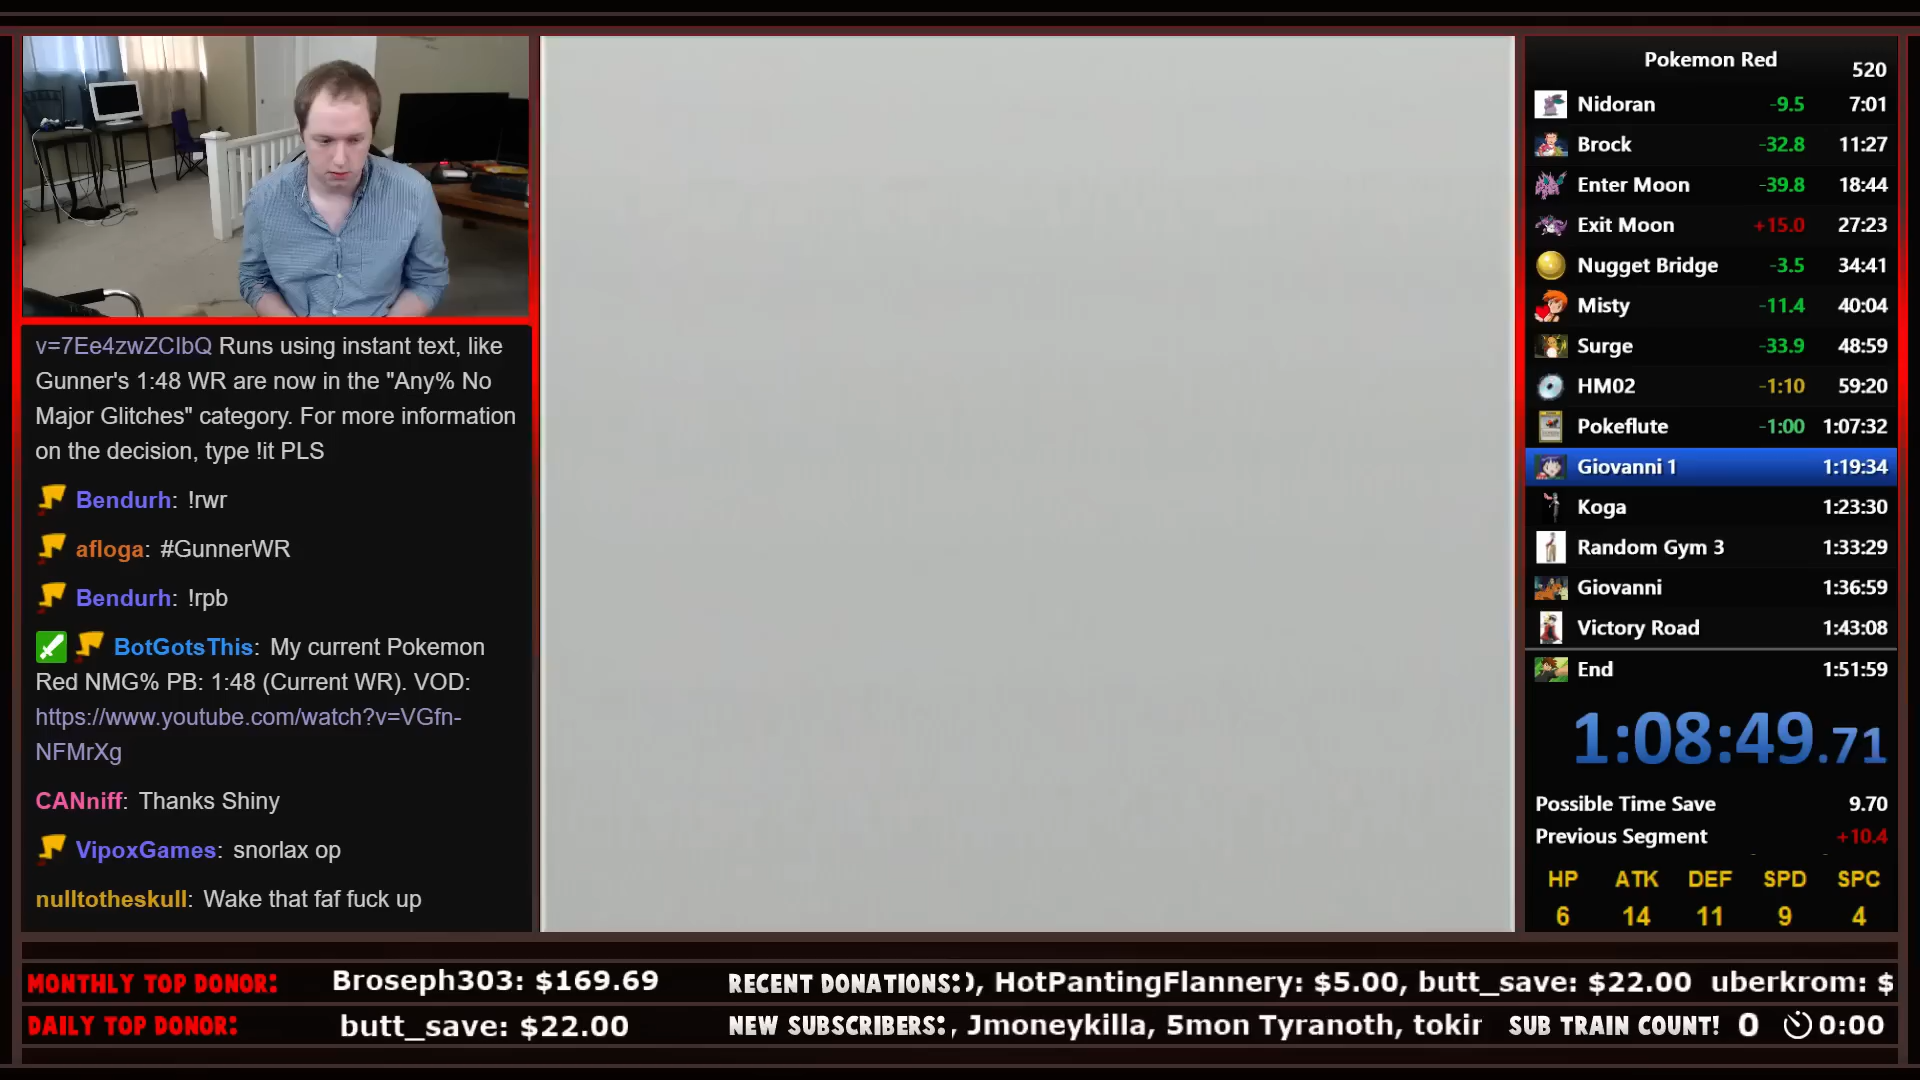 v=7Ee4zwZCIbQ Runs using instant text, like
Gunner's 1:48 WR are now in the "Any% No
Major Glitches" category. For more information
on the decision, type !it PLS
Bendurh: !rwr
afloga: #GunnerWR
Bendurh: !rpb
BotGotsThis: My current Pokemon
Red NMG% PB: 1:48 (Current WR). VOD:
https://www.youtube.com/watch?v=VGfn-
NFMrXg
CANniff: Thanks Shiny
VipoxGames: snorlax op
nulltotheskull: Wake that faf fuck up
Pokemon Red 520
Nidoran -9.5 7:01
Brock -32.8 11:27
Enter Moon -39.8 18:44
Exit Moon +15.0 27:23
Nugget Bridge -3.5 34:41
Misty -11.4 40:04
Surge -33.9 48:59
HM02 -1:10 59:20
Pokeflute -1:00 1:07:32
Giovanni 1 1:19:34
Koga 1:23:30
Random Gym 3 1:33:29
Giovanni 1:36:59
Victory Road 1:43:08
End 1:51:59
1:08:49.71
Possible Time Save 9.70
Previous Segment +10.4
HP ATK DEF SPD SPC
6 14 11 9 4
MONTHLY TOP DONOR: Broseph303: $169.69 RECENT DONATIONS: ), HotPantingFlannery: $5.00, butt_save: $22.00 uberkrom: $
DAILY TOP DONOR: butt_save: $22.00 NEW SUBSCRIBERS: , Jmoneykilla, 5mon Tyranoth, tokir SUB TRAIN COUNT! 0 0:00